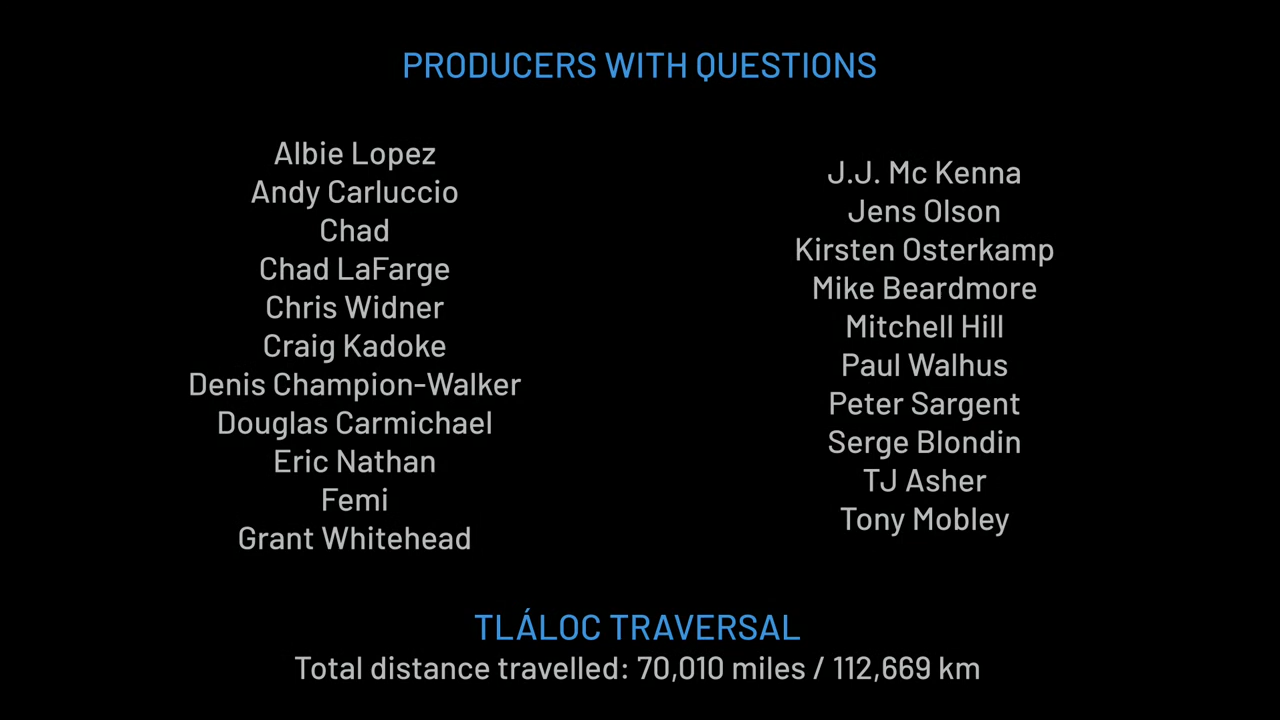 PRODUCERS WITH QUESTIONS
Albie Lopez
Andy Carluccio
Chad
Chad LaFarge
Chris Widner
Craig Kadoke
Denis Champion-Walker
Douglas Carmichael
Eric Nathan
Femi
Grant Whitehead
J.J. Mc Kenna
Jens Olson
Kirsten Osterkamp
Mike Beardmore
Mitchell Hill
Paul Walhus
Peter Sargent
Serge Blondin
TJ Asher
Tony Mobley
TLÁLOC TRAVERSAL
Total distance travelled: 70,010 miles / 112,669 km